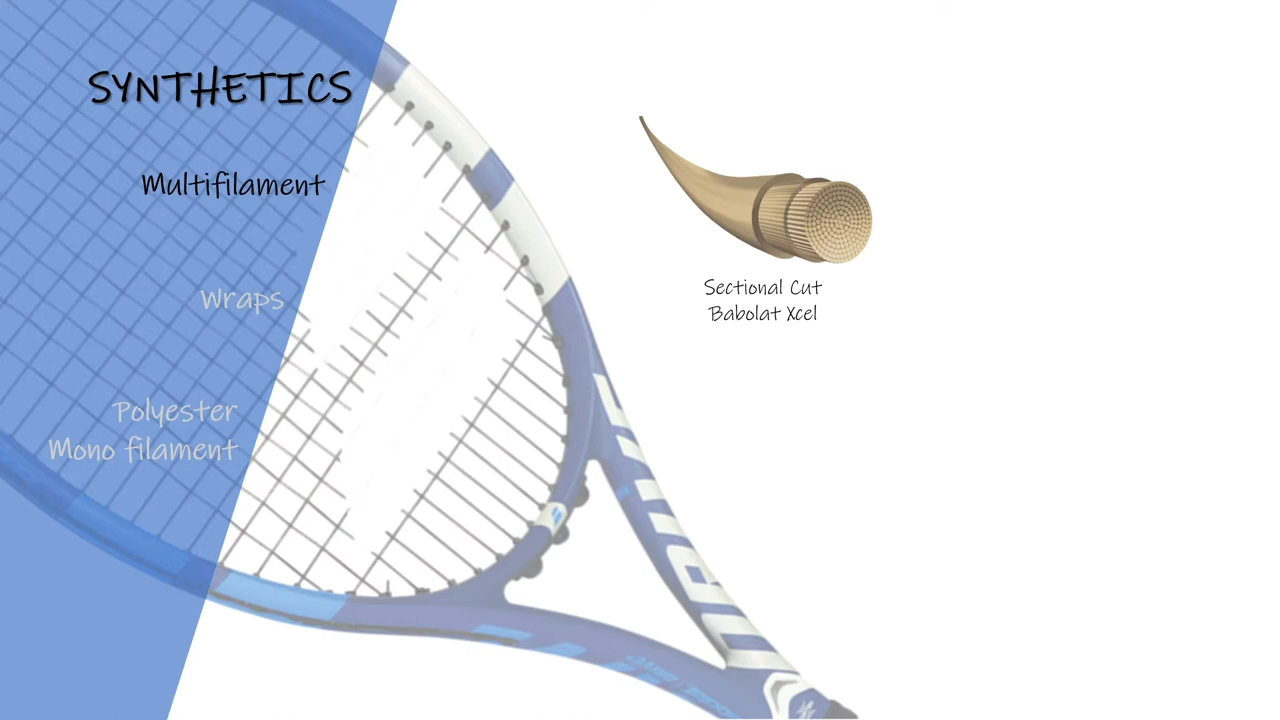 SYNTHETICS
Multifilament
Wraps
Polyester
Mono filament
Sectional Cut
Babolat Xcel